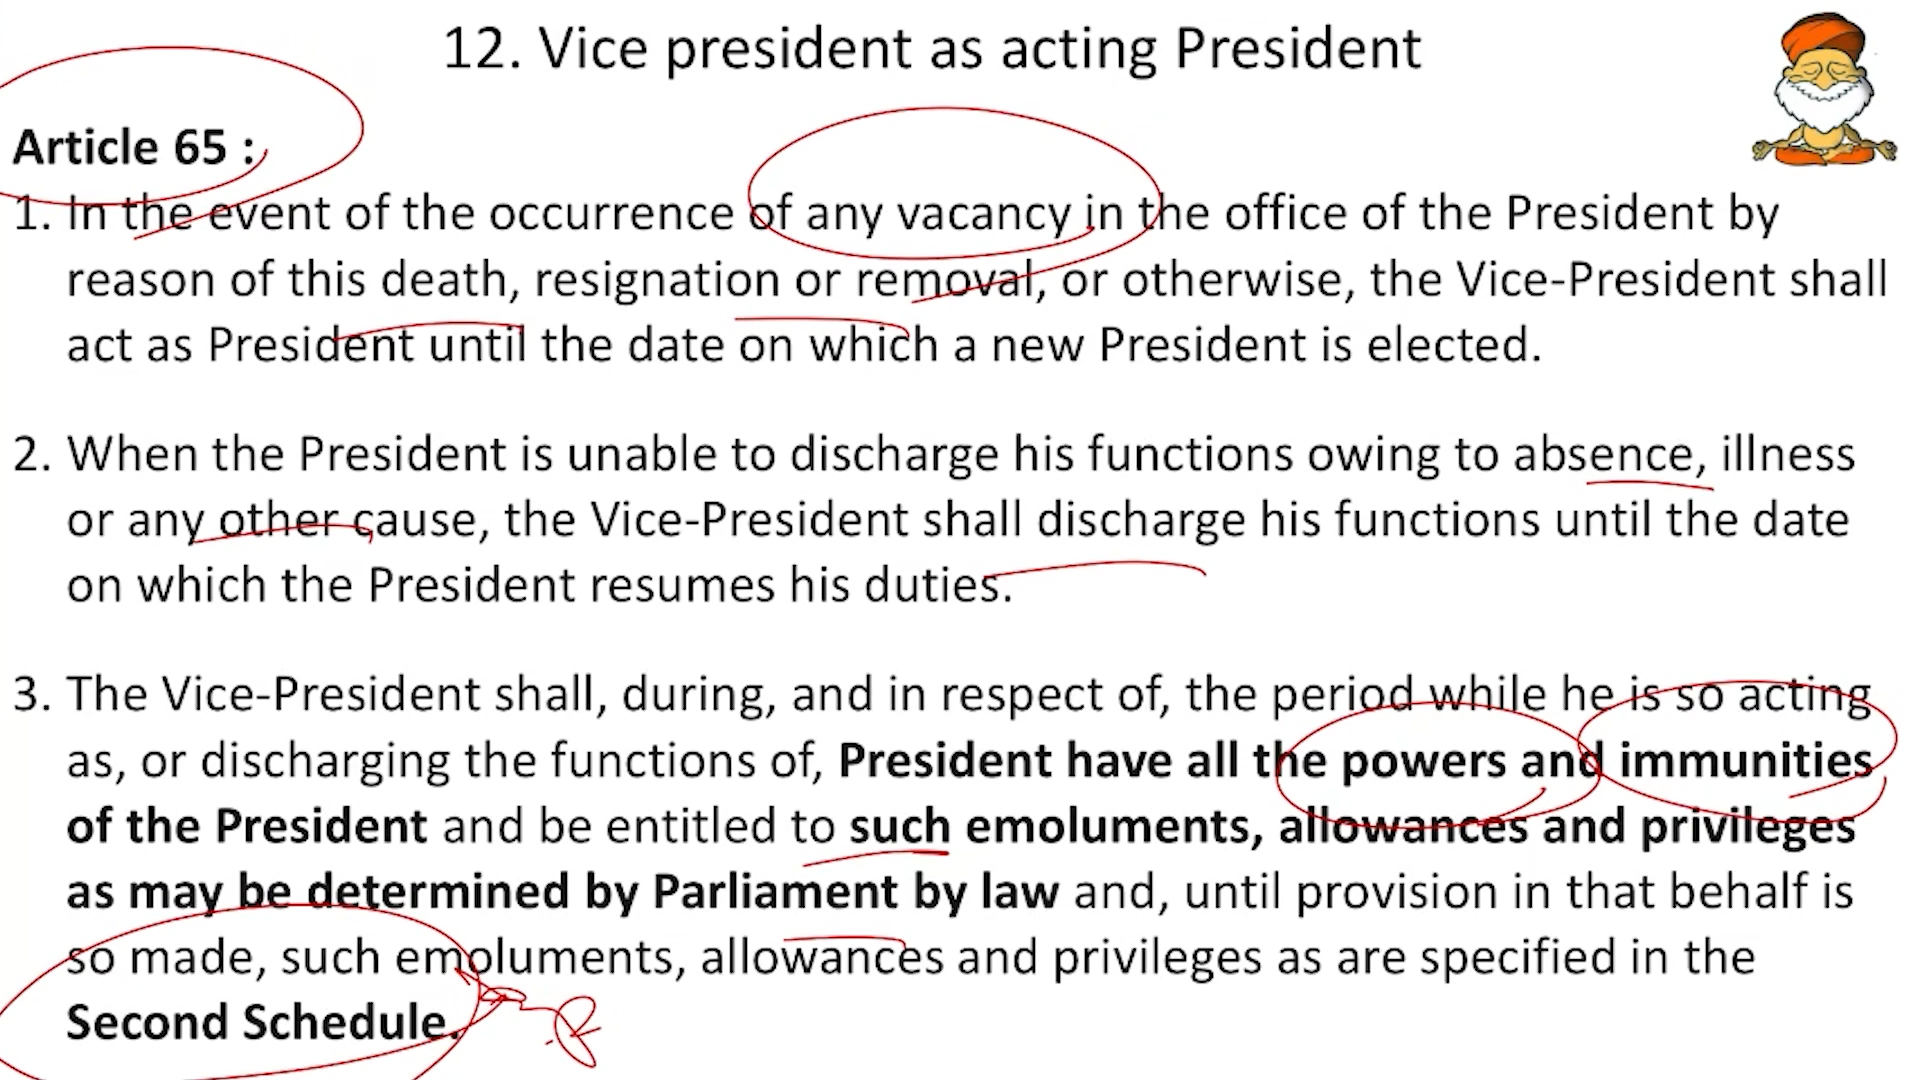 12. Vice president as acting President
Article 65 :
1. In the event of the occurrence of any vacancy in the office of the President by
reason of this death, resignation or removal, or otherwise, the Vice-President shall
act as President until the date on which a new President is elected.
2. When the President is unable to discharge his functions owing to absence, illness
or any other cause, the Vice-President shall discharge his functions until the date
on which the President resumes his duties.
3. The Vice-President shall, during, and in respect of, the period while he is so acting
as, or discharging the functions of, President have all the powers and immunities
of the President and be entitled to such emoluments, allowances and privileges
as may be determined by Parliament by law and, until provision in that behalf is
so made, such emoluments, allowances and privileges as are specified in the
Second Schedule.